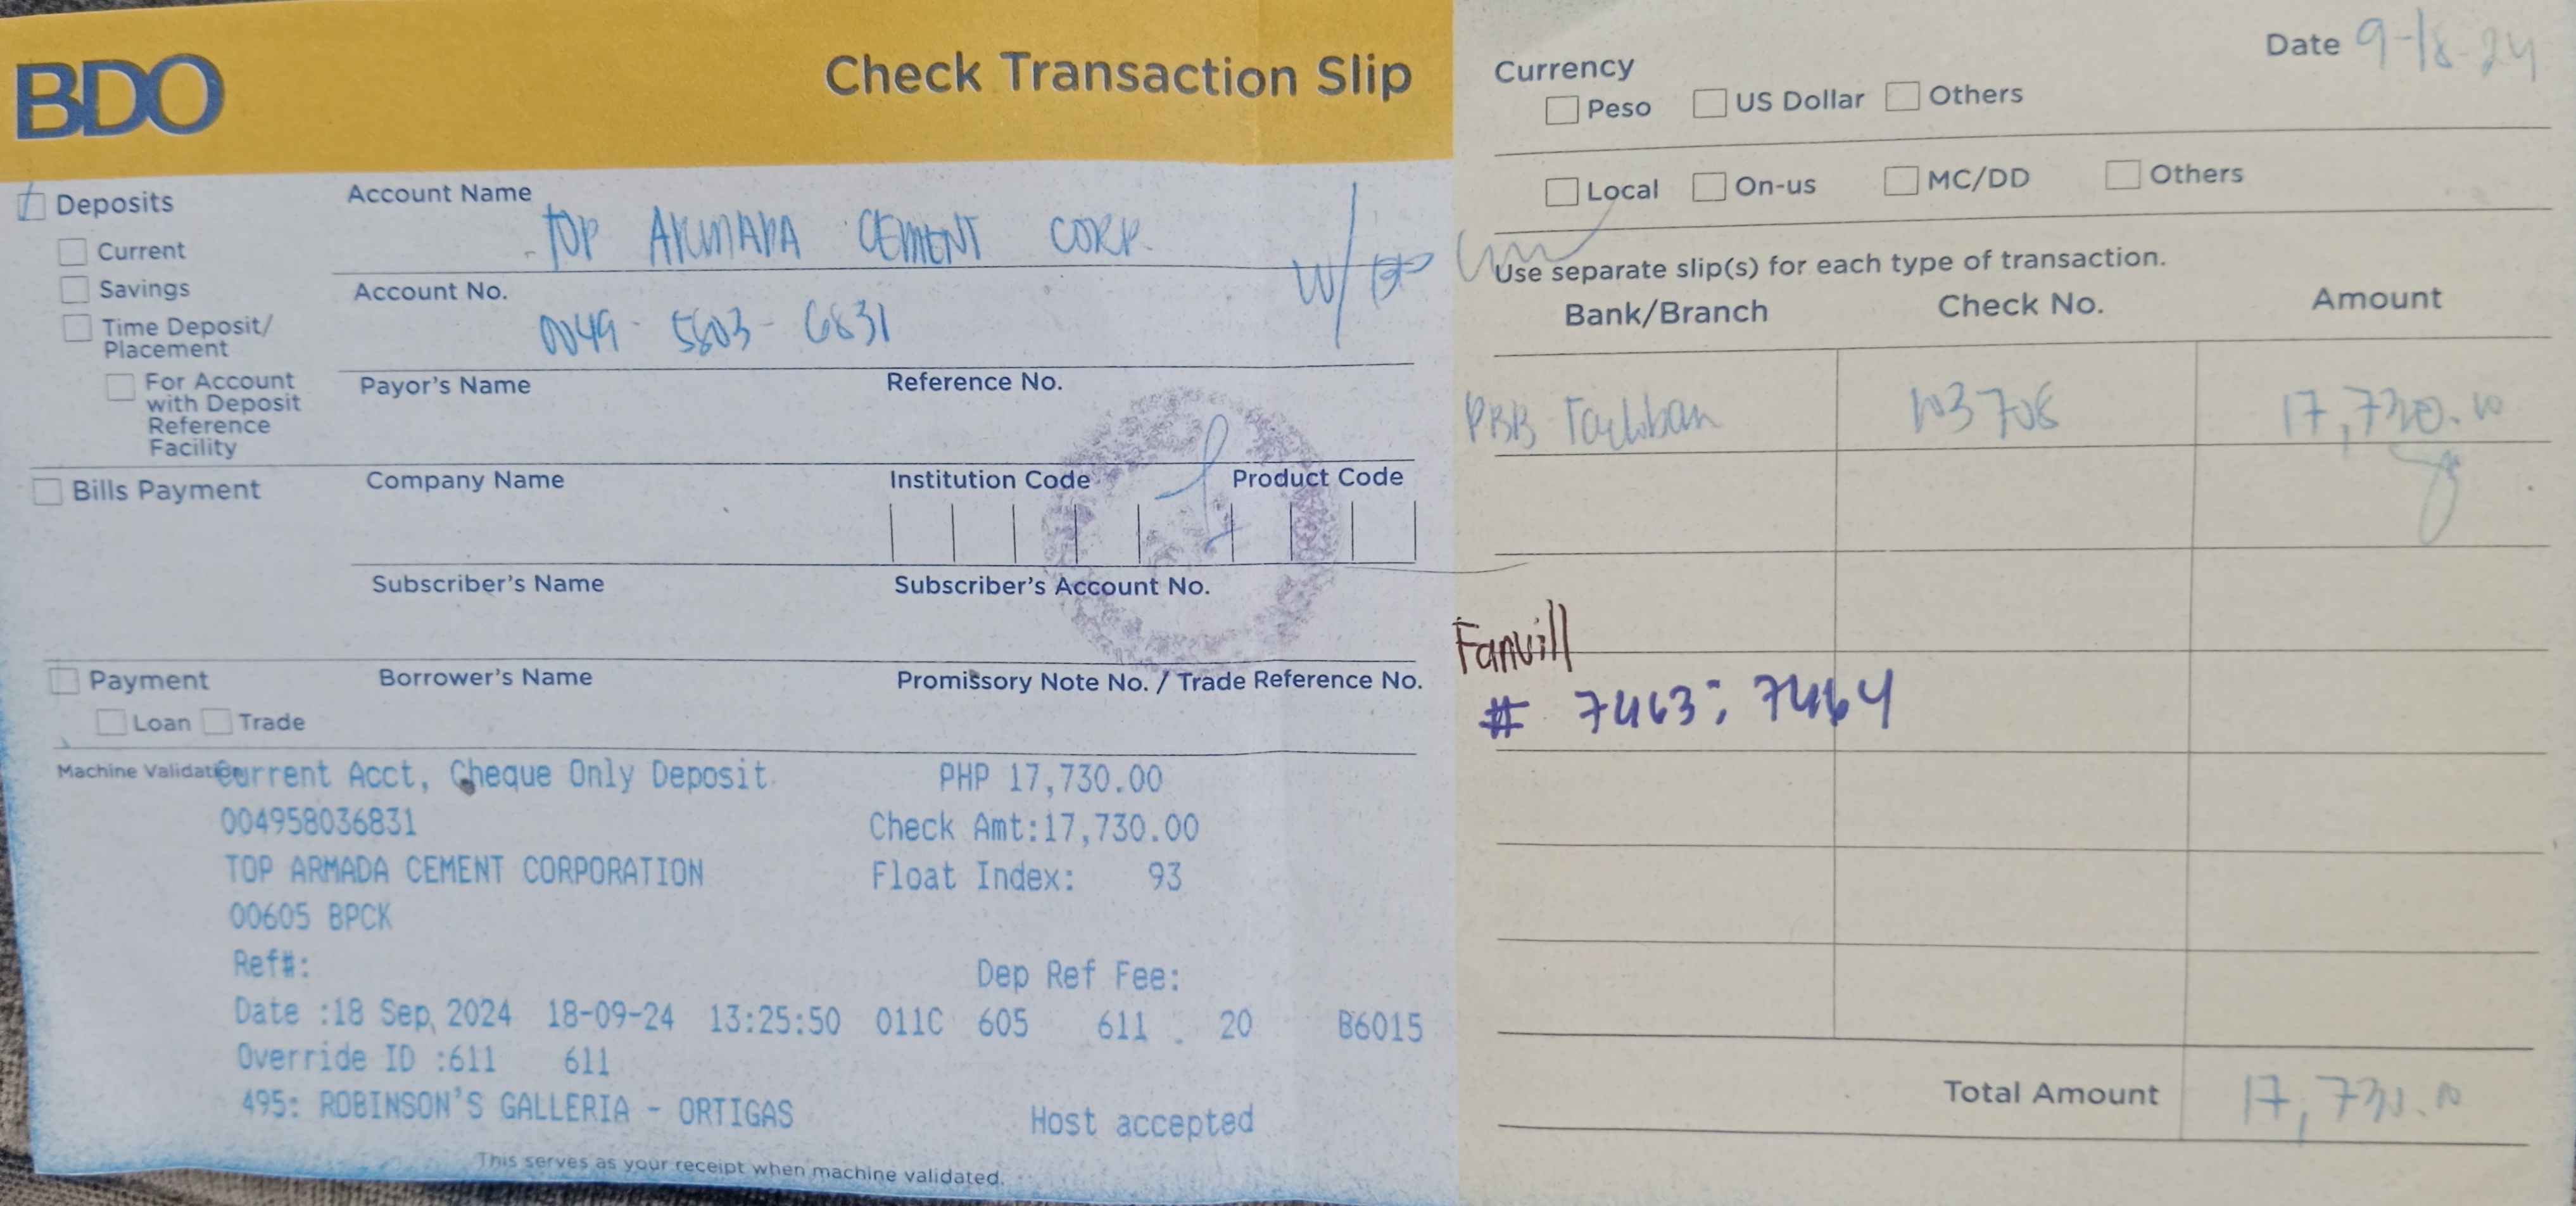 BDO
Check Transaction Slip
Deposits
Current
Savings
Time Deposit/
Placement
For Account
with Deposit
Reference
Facility
Account Name
TOP ARMADA CEMENT CORP.
Account No.
0049 - 5803 - 6831
W/
Payor's Name Reference No.
Bills Payment
Company Name Institution Code Product Code
Subscriber's Name Subscriber's Account No.
Payment
Loan Trade
Borrower's Name Promissory Note No. / Trade Reference No.
Machine Validation
Current Acct, Cheque Only Deposit PHP 17,730.00
004958036831 Check Amt:17,730.00
TOP ARMADA CEMENT CORPORATION Float Index: 93
00605 BPCK
Ref#: Dep Ref Fee:
Date :18 Sep, 2024 18-09-24 13:25:50 011C 605 611 20 B6015
Override ID :611 611
495: ROBINSON'S GALLERIA - ORTIGAS Host accepted
This serves as your receipt when machine validated.
Date 9-18-24
Currency
Peso US Dollar Others
Local On-us MC/DD Others
Use separate slip(s) for each type of transaction.
Bank/Branch Check No. Amount
PBB Tacloban 17,730.00
Fanvill
# 7463; 7464
Total Amount 17,730.00